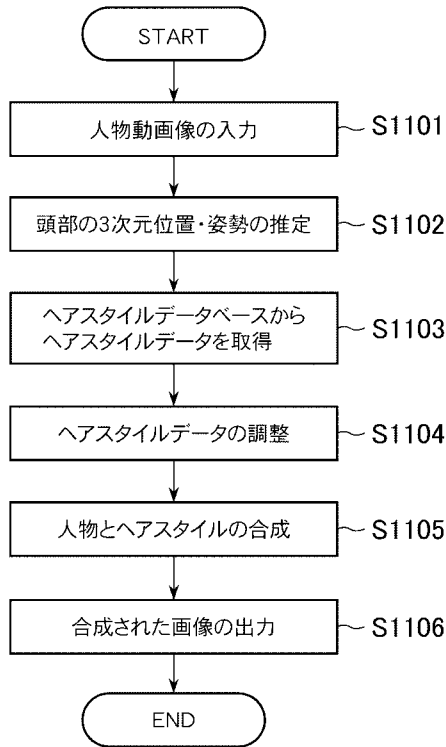 START
人物動画像の入力
S1101
頭部の3次元位置・姿勢の推定
S1102
ヘアスタイルデータベースから
ヘアスタイルデータを取得
S1103
ヘアスタイルデータの調整
S1104
人物とヘアスタイルの合成
S1105
合成された画像の出力
S1106
END